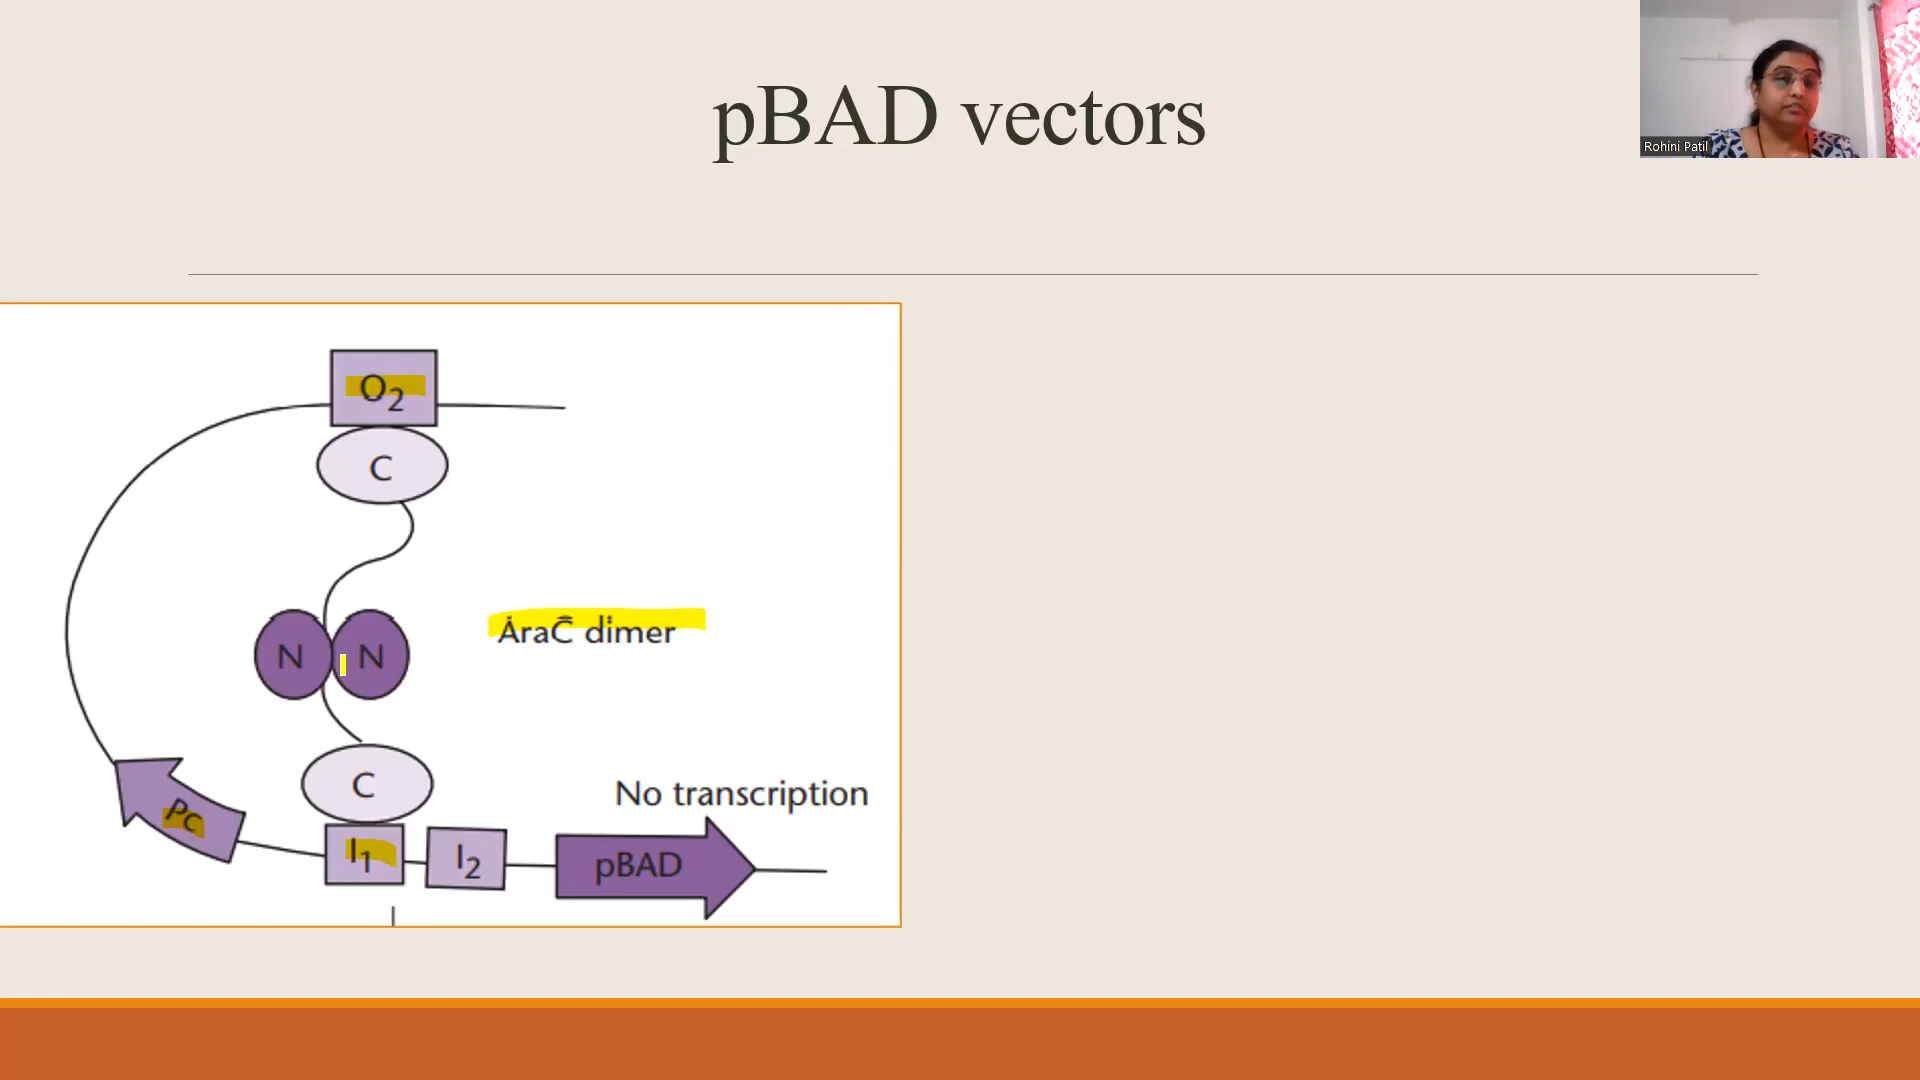 pBAD vectors
Rohini Patil
O2
C
N N
AraC dimer
C
No transcription
Pc
I1 I2 pBAD